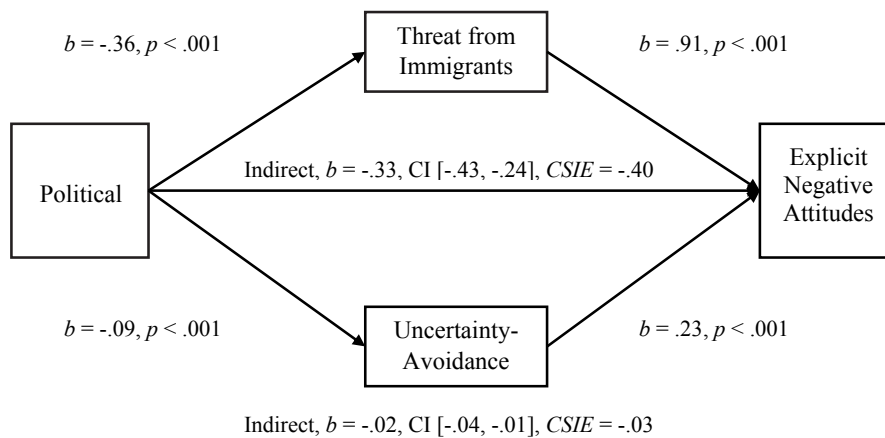 b = -.36, p < .001
Threat from
Immigrants
b = .91, p < .001
Political
Indirect, b = -.33, CI [-.43, -.24], CSIE = -.40
Explicit
Negative
Attitudes
b = -.09, p < .001
Uncertainty-
Avoidance
b = .23, p < .001
Indirect, b = -.02, CI [-.04, -.01], CSIE = -.03